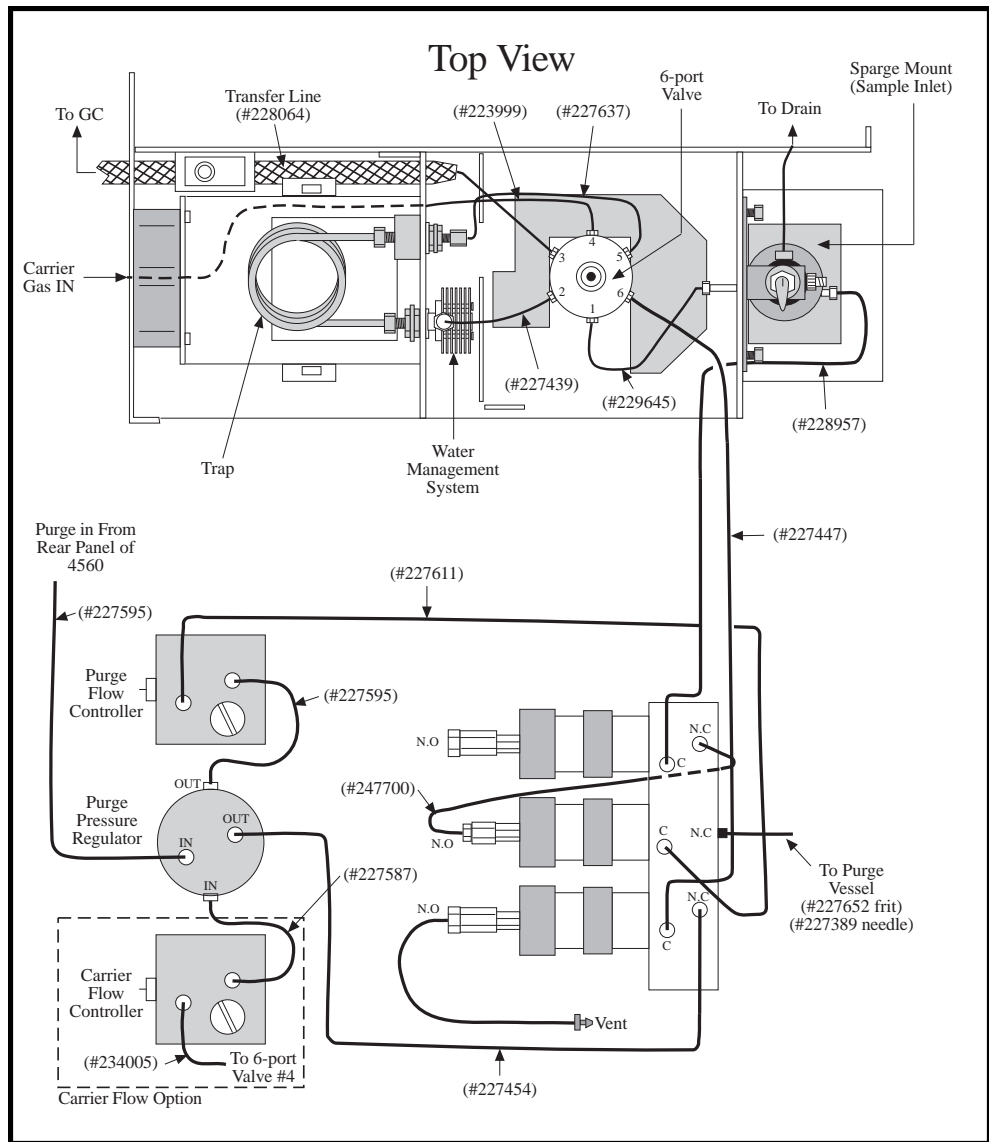 Top View
To GC
Transfer Line
(#228064)
(#223999)
(#227637)
6-port
Valve
Sparge Mount
(Sample Inlet)
To Drain
Carrier
Gas IN
4
3
5
2
6
1
(#227439)
(#229645)
(#228957)
Trap
Water
Management
System
Purge in From
Rear Panel of
4560
(#227595)
(#227611)
(#227447)
Purge
Flow
Controller
(#227595)
N.O
N.C
C
OUT
(#247700)
Purge
Pressure
Regulator
OUT
IN
N.O
C
N.C
To Purge
Vessel
(#227652 frit)
(#227389 needle)
IN
(#227587)
N.O
N.C
C
Carrier
Flow
Controller
Vent
(#234005)
To 6-port
Valve #4
(#227454)
Carrier Flow Option